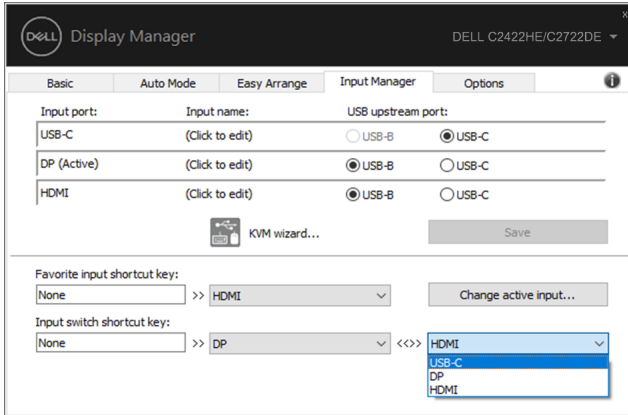 DELL Display Manager DELL C2422HE/C2722DE x
Basic Auto Mode Easy Arrange Input Manager Options i
Input port: Input name: USB upstream port:
USB-C (Click to edit) USB-B USB-C
DP (Active) (Click to edit) USB-B USB-C
HDMI (Click to edit) USB-B USB-C
KVM wizard... Save
Favorite input shortcut key:
None >> HDMI Change active input...
Input switch shortcut key:
None >> DP <<>> HDMI
USB-C
DP
HDMI